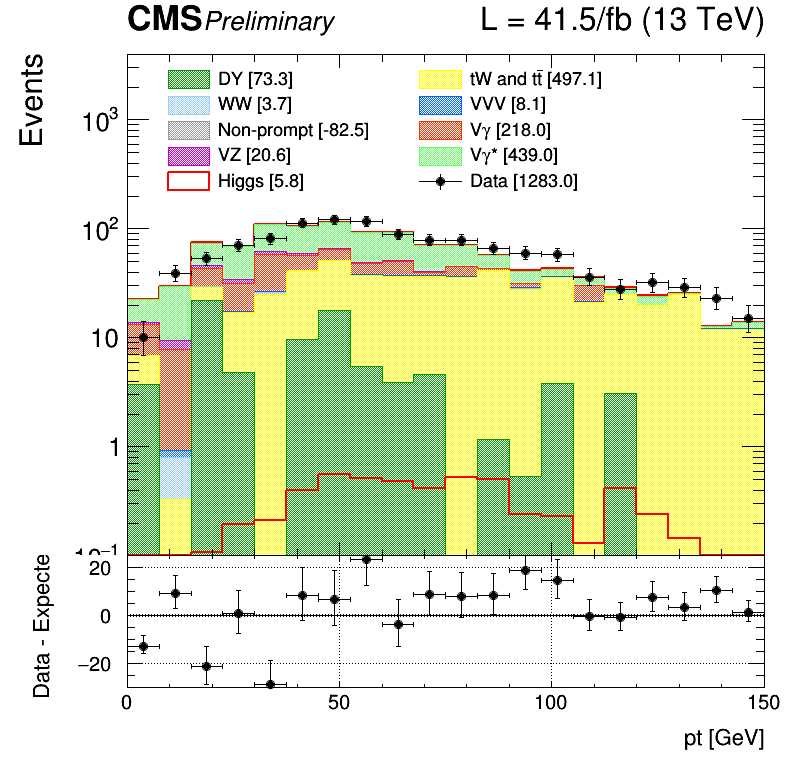 CMS Preliminary L = 41.5/fb (13 TeV)
Events
DY [73.3] tW and tt̄ [497.1]
WW [3.7] VVV [8.1]
Non-prompt [-82.5] Vγ [218.0]
VZ [20.6] Vγ* [439.0]
Higgs [5.8] Data [1283.0]
10³
10²
10
1
10⁻¹
Data - Expecte
20
0
−20
0 50 100 150
pt [GeV]